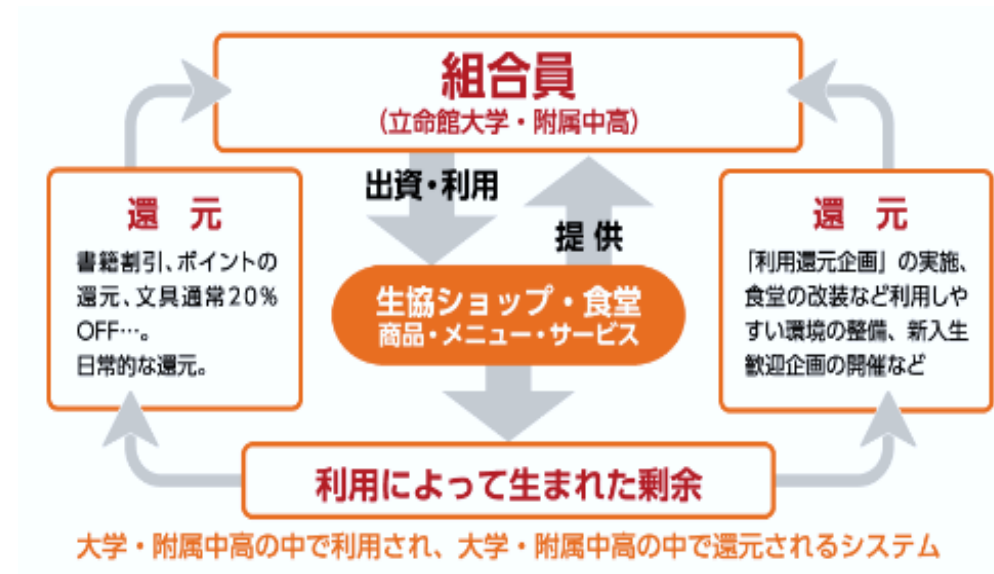 組合員
（立命館大学・附属中高）
出資・利用
提供
還元
書籍割引、ポイントの
還元、文具通常20%
OFF…。
日常的な還元。
生協ショップ・食堂
商品・メニュー・サービス
還元
「利用還元企画」の実施、
食堂の改装など利用しや
すい環境の整備、新入生
歓迎企画の開催など
利用によって生まれた剰余
大学・附属中高の中で利用され、大学・附属中高の中で還元されるシステム